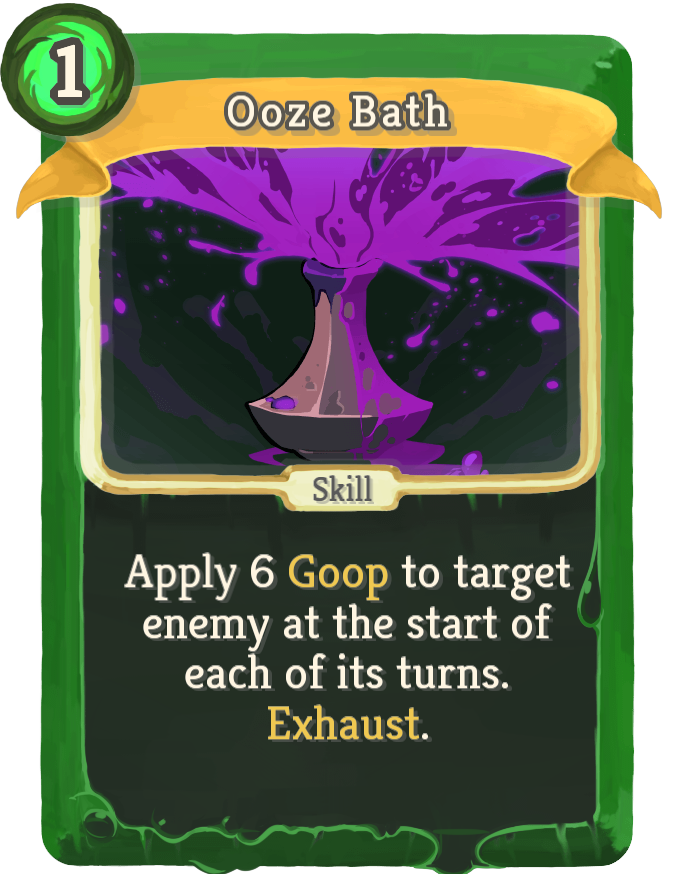 1
Ooze Bath
Skill
Apply 6 Goop to target
enemy at the start of
each of its turns.
Exhaust.